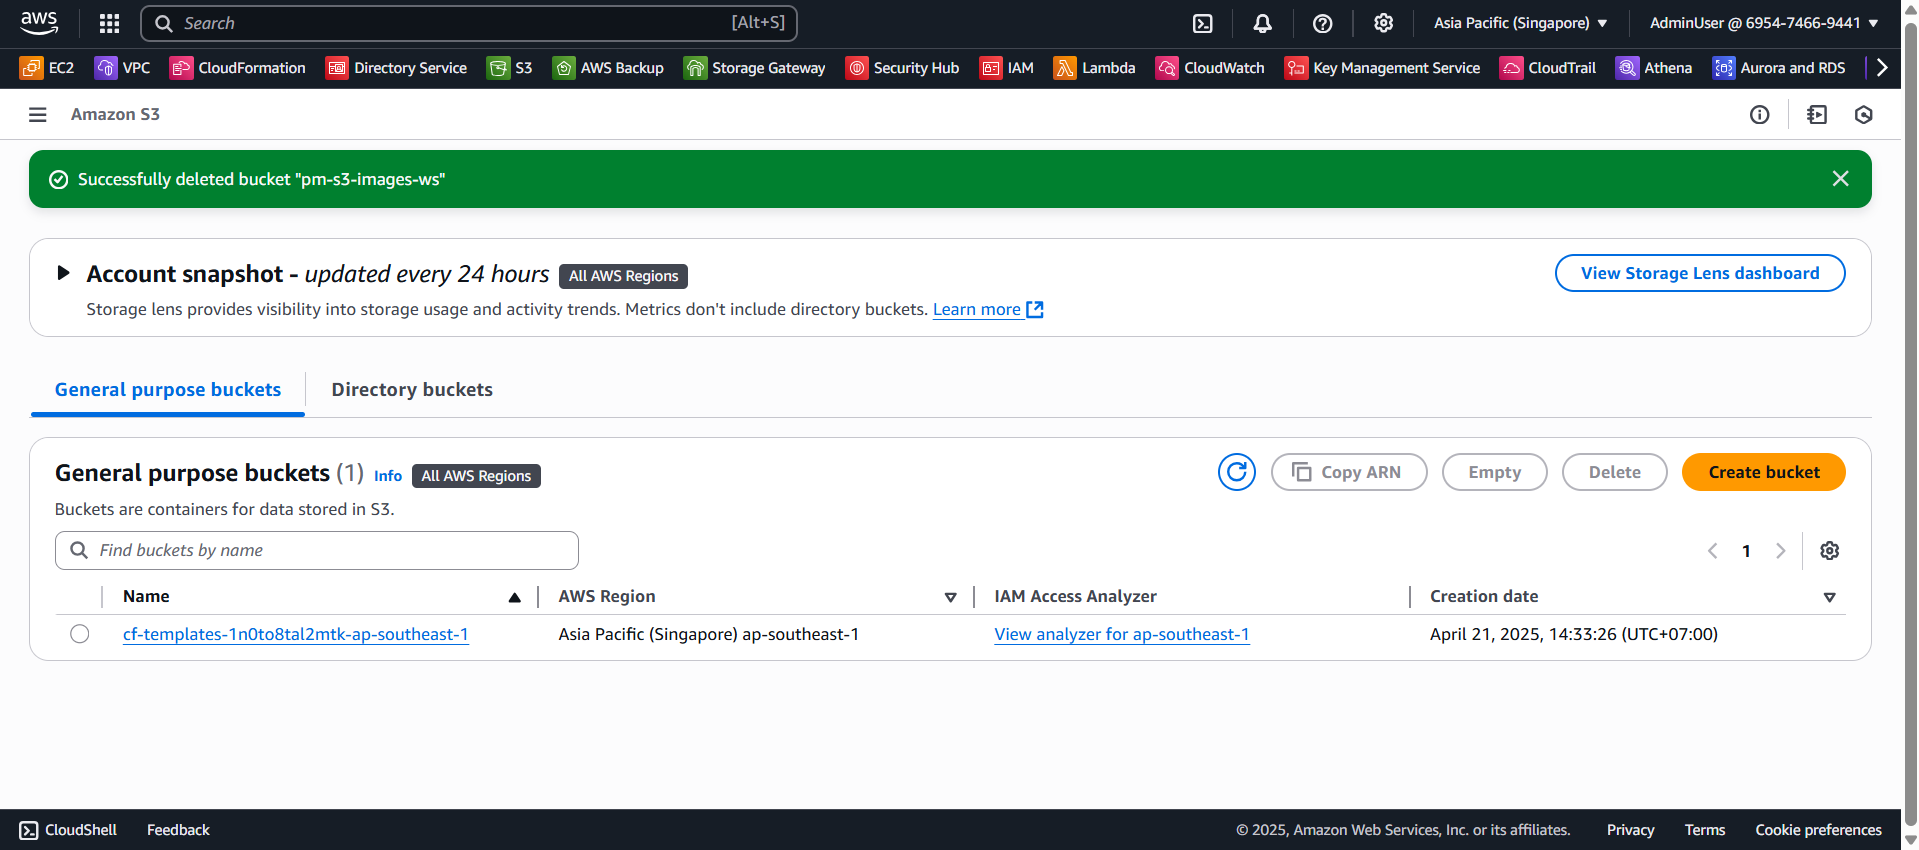 aws
Search
[Alt+S]
Asia Pacific (Singapore)
AdminUser @ 6954-7466-9441
EC2
VPC
CloudFormation
Directory Service
S3
AWS Backup
Storage Gateway
Security Hub
IAM
Lambda
CloudWatch
Key Management Service
CloudTrail
Athena
Aurora and RDS
Amazon S3
Successfully deleted bucket "pm-s3-images-ws"
Account snapshot - updated every 24 hours All AWS Regions
View Storage Lens dashboard
Storage lens provides visibility into storage usage and activity trends. Metrics don't include directory buckets. Learn more
General purpose buckets
Directory buckets
General purpose buckets (1) Info All AWS Regions
Copy ARN
Empty
Delete
Create bucket
Buckets are containers for data stored in S3.
Find buckets by name
1
Name
AWS Region
IAM Access Analyzer
Creation date
cf-templates-1n0to8tal2mtk-ap-southeast-1
Asia Pacific (Singapore) ap-southeast-1
View analyzer for ap-southeast-1
April 21, 2025, 14:33:26 (UTC+07:00)
CloudShell
Feedback
© 2025, Amazon Web Services, Inc. or its affiliates.
Privacy
Terms
Cookie preferences